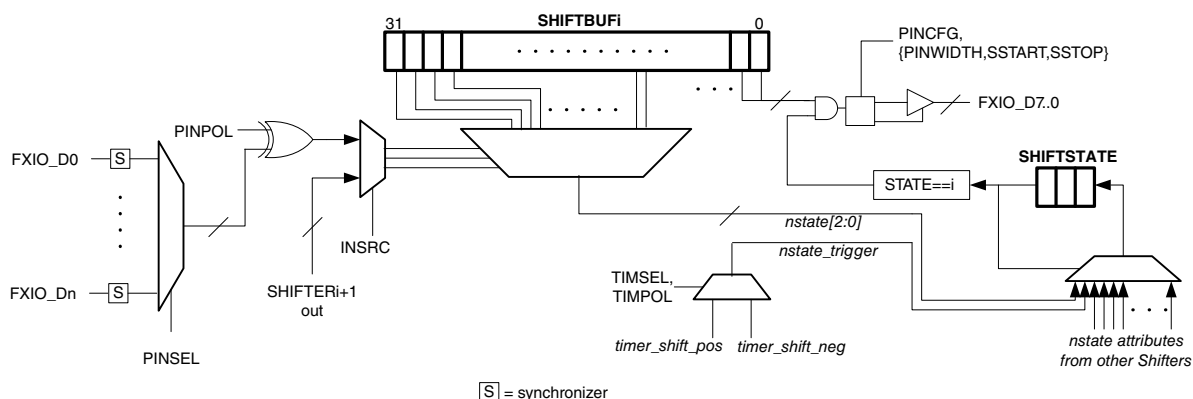 SHIFTBUFi
31
0
PINCFG,
{PINWIDTH,SSTART,SSTOP}
FXIO_D7..0
PINPOL
FXIO_D0
S
SHIFTSTATE
STATE==i
nstate[2:0]
INSRC
nstate_trigger
SHIFTERi+1
out
TIMSEL,
TIMPOL
FXIO_Dn
S
timer_shift_pos
timer_shift_neg
nstate attributes
from other Shifters
PINSEL
S = synchronizer